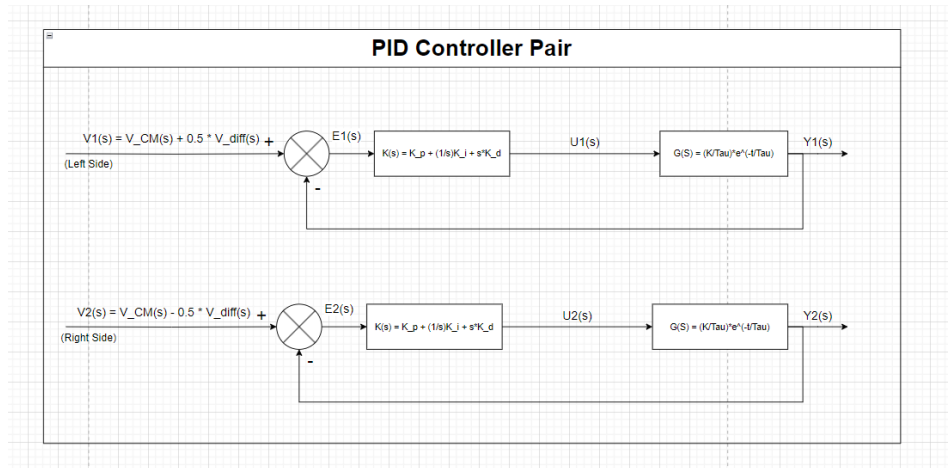 PID Controller Pair
V1(s) = V_CM(s) + 0.5 * V_diff(s)
+
E1(s)
K(s) = K_p + (1/s)K_i + s*K_d
U1(s)
G(S) = (K/Tau)*e^(-t/Tau)
Y1(s)
(Left Side)
-
V2(s) = V_CM(s) - 0.5 * V_diff(s)
+
E2(s)
K(s) = K_p + (1/s)K_i + s*K_d
U2(s)
G(S) = (K/Tau)*e^(-t/Tau)
Y2(s)
(Right Side)
-